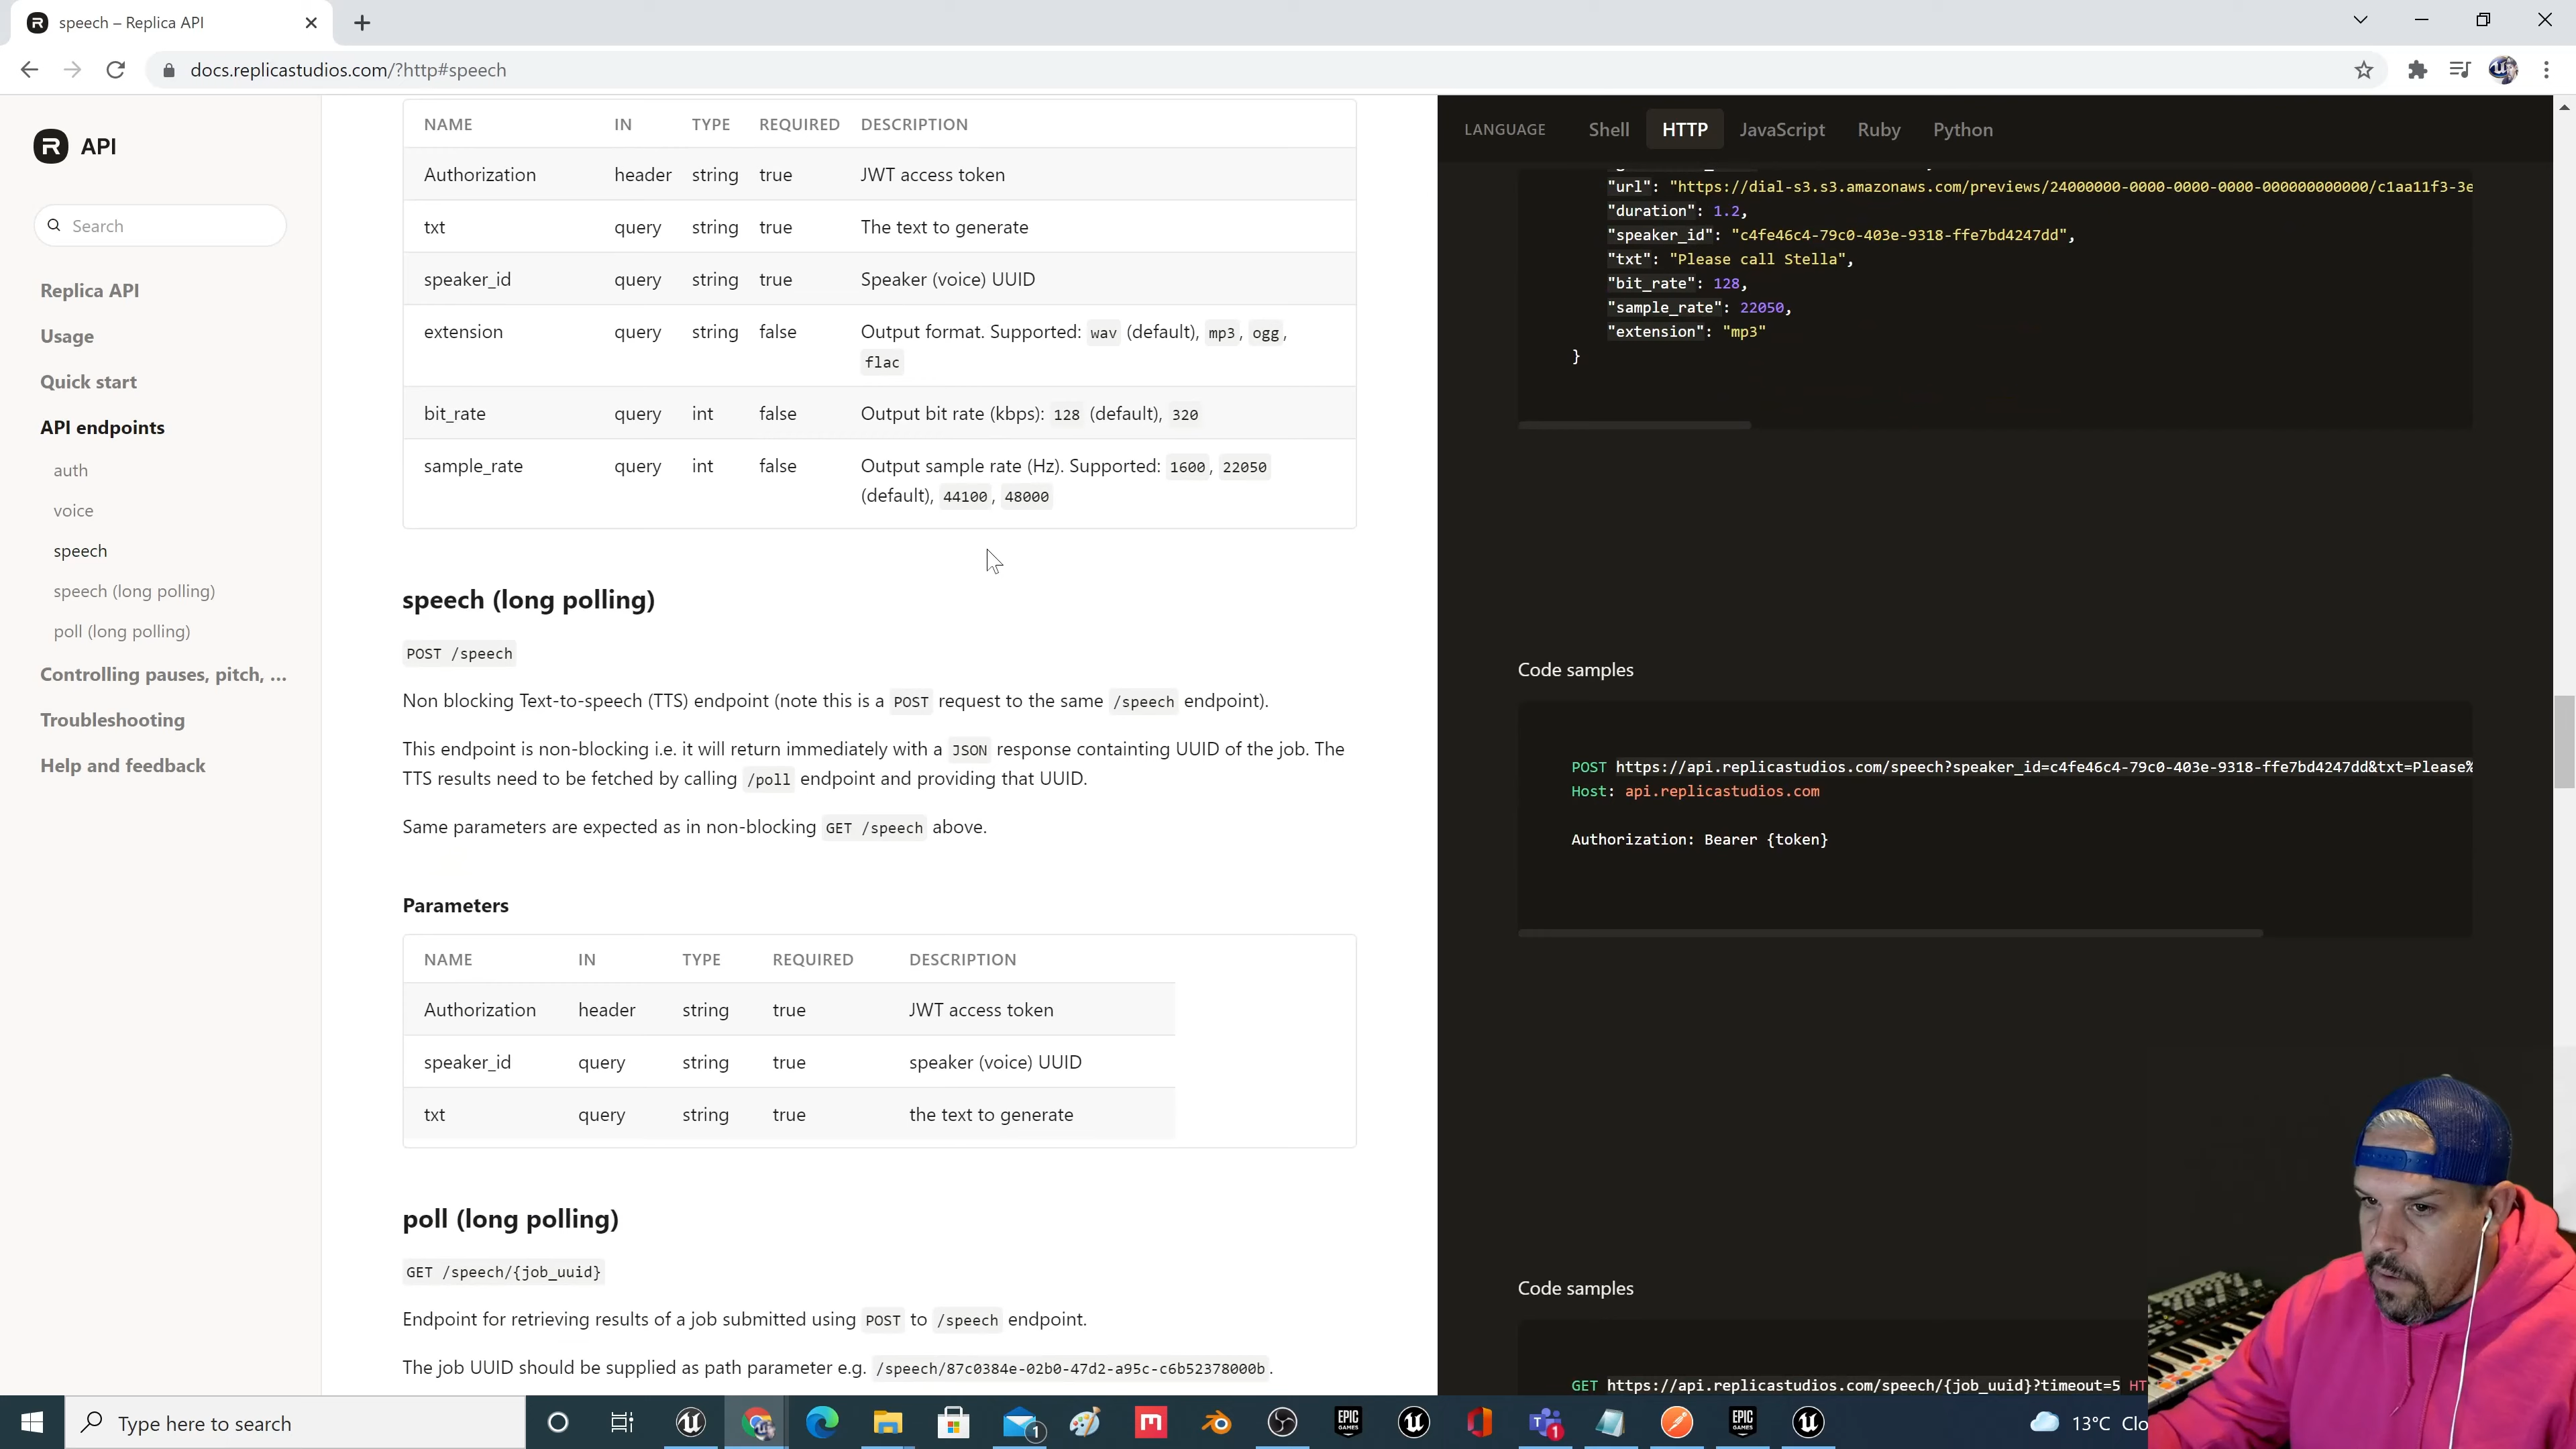 speech – Replica API
docs.replicastudios.com/?http#speech
API
Search
Replica API
Usage
Quick start
API endpoints
auth
voice
speech
speech (long polling)
poll (long polling)
Controlling pauses, pitch, ...
Troubleshooting
Help and feedback
NAME IN TYPE REQUIRED DESCRIPTION
Authorization header string true JWT access token
txt query string true The text to generate
speaker_id query string true Speaker (voice) UUID
extension query string false Output format. Supported: wav (default), mp3, ogg,
flac
bit_rate query int false Output bit rate (kbps): 128 (default), 320
sample_rate query int false Output sample rate (Hz). Supported: 1600, 22050
(default), 44100, 48000
speech (long polling)
POST /speech
Non blocking Text-to-speech (TTS) endpoint (note this is a POST request to the same /speech endpoint).
This endpoint is non-blocking i.e. it will return immediately with a JSON response containting UUID of the job. The
TTS results need to be fetched by calling /poll endpoint and providing that UUID.
Same parameters are expected as in non-blocking GET /speech above.
Parameters
NAME IN TYPE REQUIRED DESCRIPTION
Authorization header string true JWT access token
speaker_id query string true speaker (voice) UUID
txt query string true the text to generate
poll (long polling)
GET /speech/{job_uuid}
Endpoint for retrieving results of a job submitted using POST to /speech endpoint.
The job UUID should be supplied as path parameter e.g. /speech/87c0384e-02b0-47d2-a95c-c6b52378000b.
LANGUAGE Shell HTTP JavaScript Ruby Python
"url": "https://dial-s3.s3.amazonaws.com/previews/24000000-0000-0000-0000-000000000000/c1aa11f3-3e
"duration": 1.2,
"speaker_id": "c4fe46c4-79c0-403e-9318-ffe7bd4247dd",
"txt": "Please call Stella",
"bit_rate": 128,
"sample_rate": 22050,
"extension": "mp3"
}
Code samples
POST https://api.replicastudios.com/speech?speaker_id=c4fe46c4-79c0-403e-9318-ffe7bd4247dd&txt=Please%
Host: api.replicastudios.com
Authorization: Bearer {token}
Code samples
GET https://api.replicastudios.com/speech/{job_uuid}?timeout=5 HT
Type here to search
1
EPIC
GAMES
1
EPIC
GAMES
13°C Clo